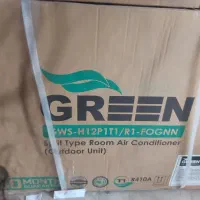 GREEN
GWS-H12P1T1/R1-FOGNN
Split Type Room Air Conditioner
(Outdoor Unit)
R410A